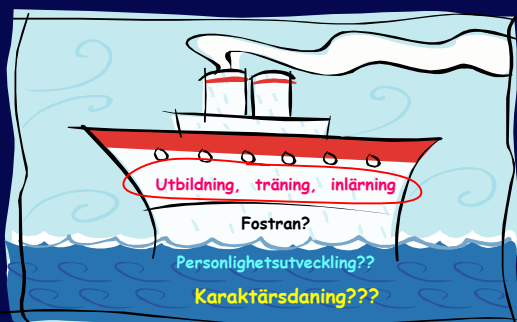 Utbildning, träning, inlärning
Fostran?
Personlighetsutveckling??
Karaktärsdaning???